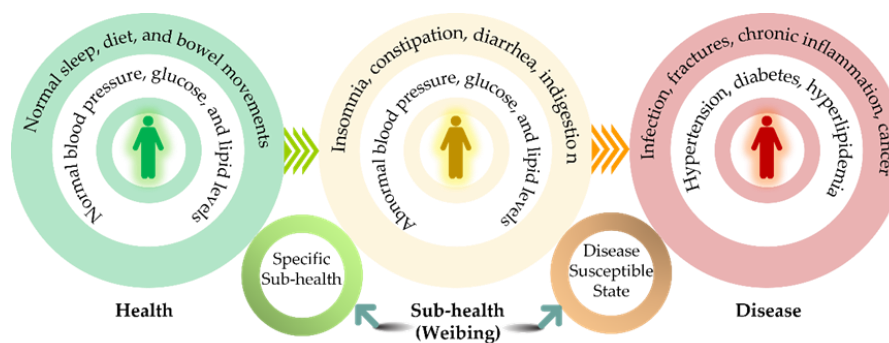 Normal sleep, diet, and bowel movements
Normal blood pressure, glucose, and lipid levels
Insomnia, constipation, diarrhea, indigestion
Abnormal blood pressure, glucose, and lipid levels
Infection, fractures, chronic inflammation, cancer
Hypertension, diabetes, hyperlipidemia
Specific
Sub-health
Disease
Susceptible
State
Health
Sub-health
(Weibing)
Disease